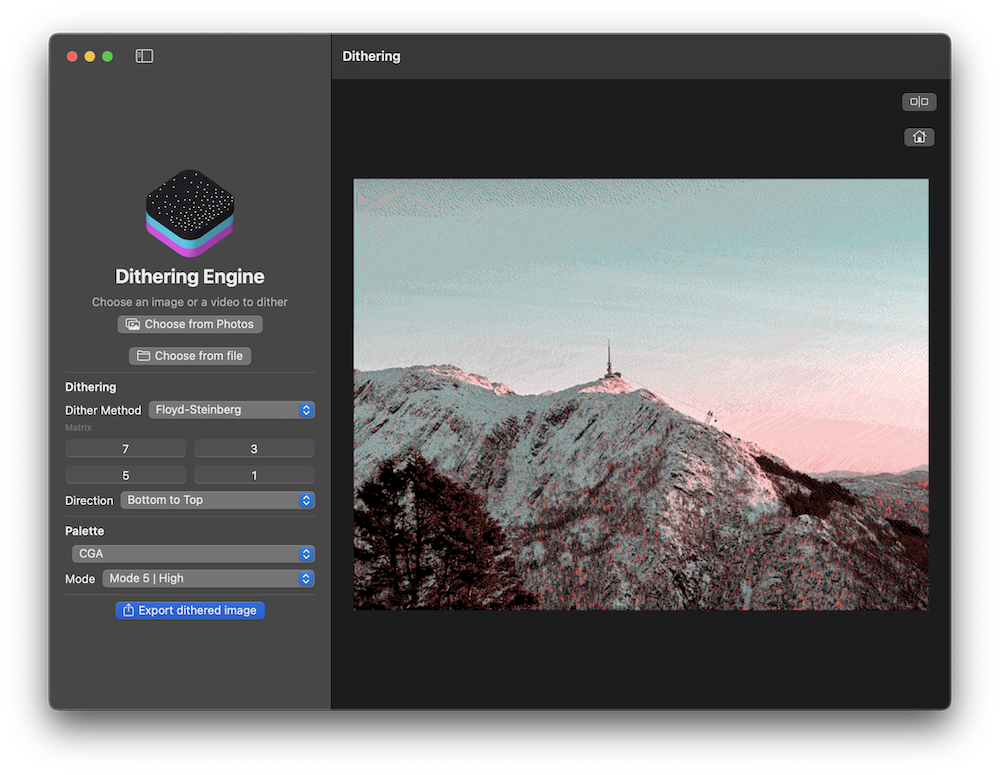 Dithering
Dithering Engine
Choose an image or a video to dither
Choose from Photos
Choose from file
Dithering
Dither Method Floyd-Steinberg
Matrix
7 3
5 1
Direction Bottom to Top
Palette
CGA
Mode Mode 5 | High
Export dithered image